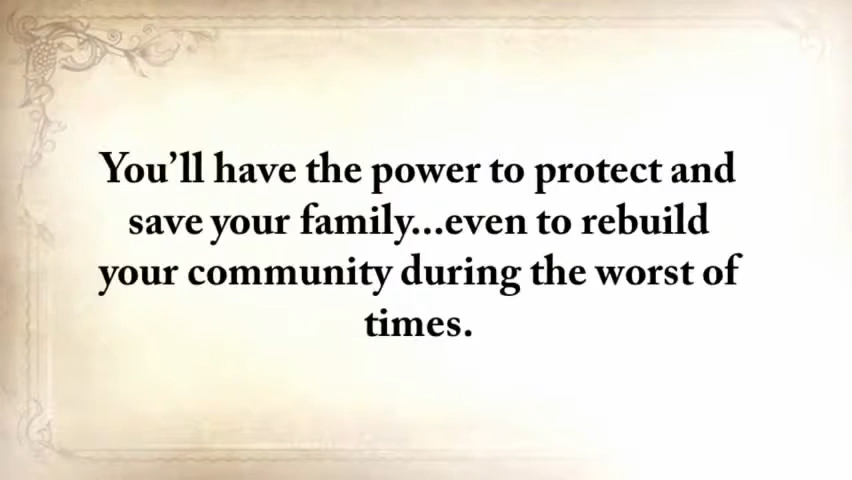 You’ll have the power to protect and
save your family...even to rebuild
your community during the worst of
times.